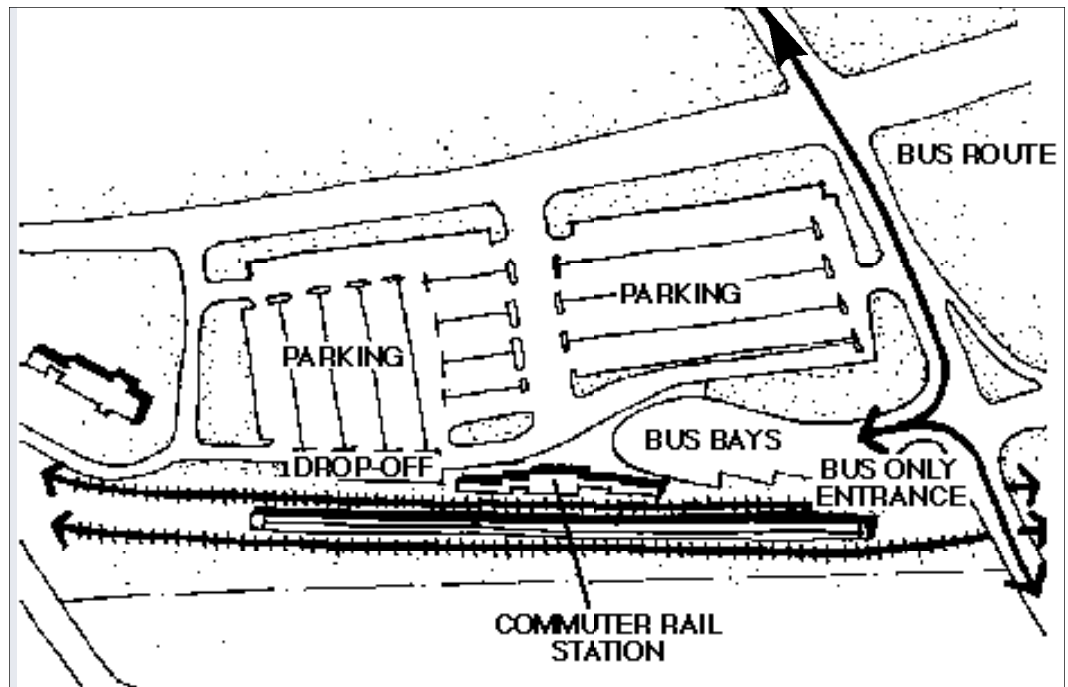 BUS ROUTE
PARKING
PARKING
BUS BAYS
DROP-OFF
BUS ONLY
ENTRANCE
COMMUTER RAIL
STATION